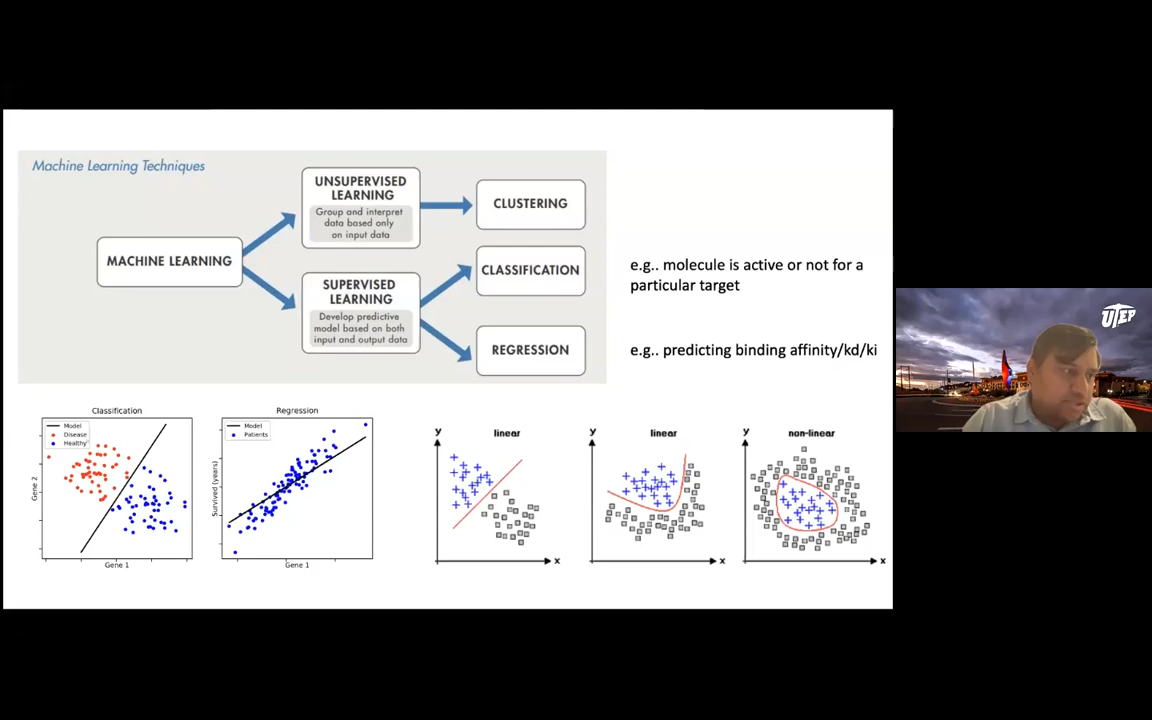 Machine Learning Techniques
UNSUPERVISED
LEARNING
Group and interpret
data based only
on input data
CLUSTERING
MACHINE LEARNING
SUPERVISED
LEARNING
Develop predictive
model based on both
input and output data
CLASSIFICATION
REGRESSION
e.g.. molecule is active or not for a
particular target
e.g.. predicting binding affinity/kd/ki
UTEP
Classification
Model
Disease
Healthy
Gene 2
Gene 1
Regression
Model
Patients
Survived (years)
Gene 1
y
linear
x
y
linear
x
y
non-linear
x